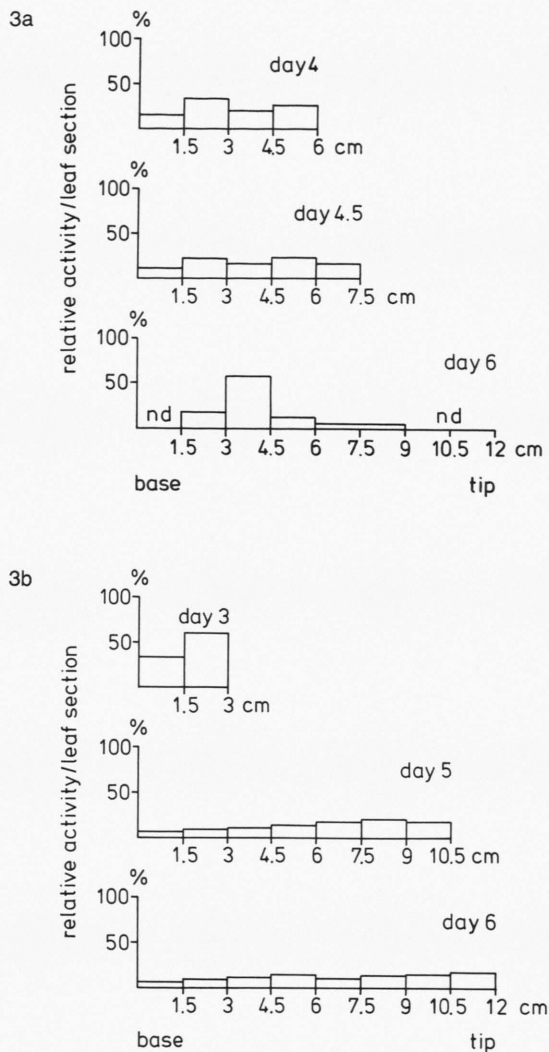 3a
relative activity/leaf section
%
100
50
day 4
1.5 3 4.5 6 cm
%
100
50
day 4.5
1.5 3 4.5 6 7.5 cm
%
100
50
day 6
nd nd
1.5 3 4.5 6 7.5 9 10.5 12 cm
base tip
3b
relative activity/leaf section
%
100
50
day 3
1.5 3 cm
%
100
50
day 5
1.5 3 4.5 6 7.5 9 10.5 cm
%
100
50
day 6
1.5 3 4.5 6 7.5 9 10.5 12 cm
base tip